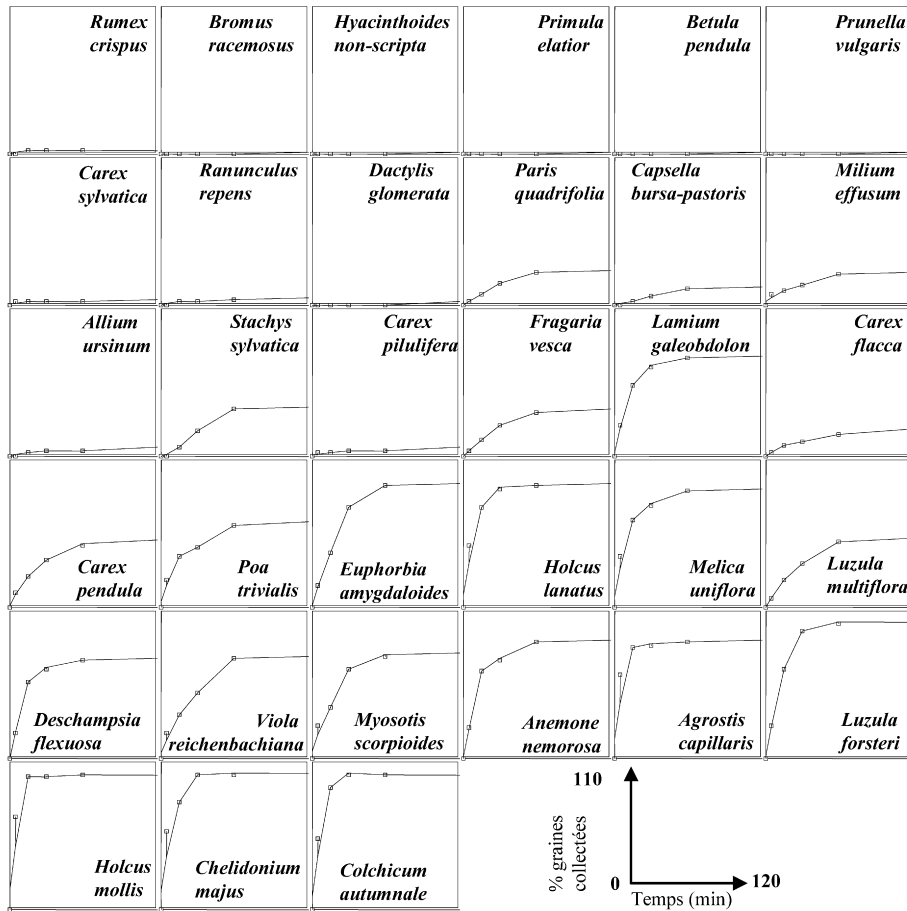 Rumex
crispus
Bromus
racemosus
Hyacinthoides
non-scripta
Primula
elatior
Betula
pendula
Prunella
vulgaris
Carex
sylvatica
Ranunculus
repens
Dactylis
glomerata
Paris
quadrifolia
Capsella
bursa-pastoris
Milium
effusum
Allium
ursinum
Stachys
sylvatica
Carex
pilulifera
Fragaria
vesca
Lamium
galeobdolon
Carex
flacca
Carex
pendula
Poa
trivialis
Euphorbia
amygdaloides
Holcus
lanatus
Melica
uniflora
Luzula
multiflora
Deschampsia
flexuosa
Viola
reichenbachiana
Myosotis
scorpioides
Anemone
nemorosa
Agrostis
capillaris
Luzula
forsteri
Holcus
mollis
Chelidonium
majus
Colchicum
autumnale
110
% graines
collectées
0
120
Temps (min)